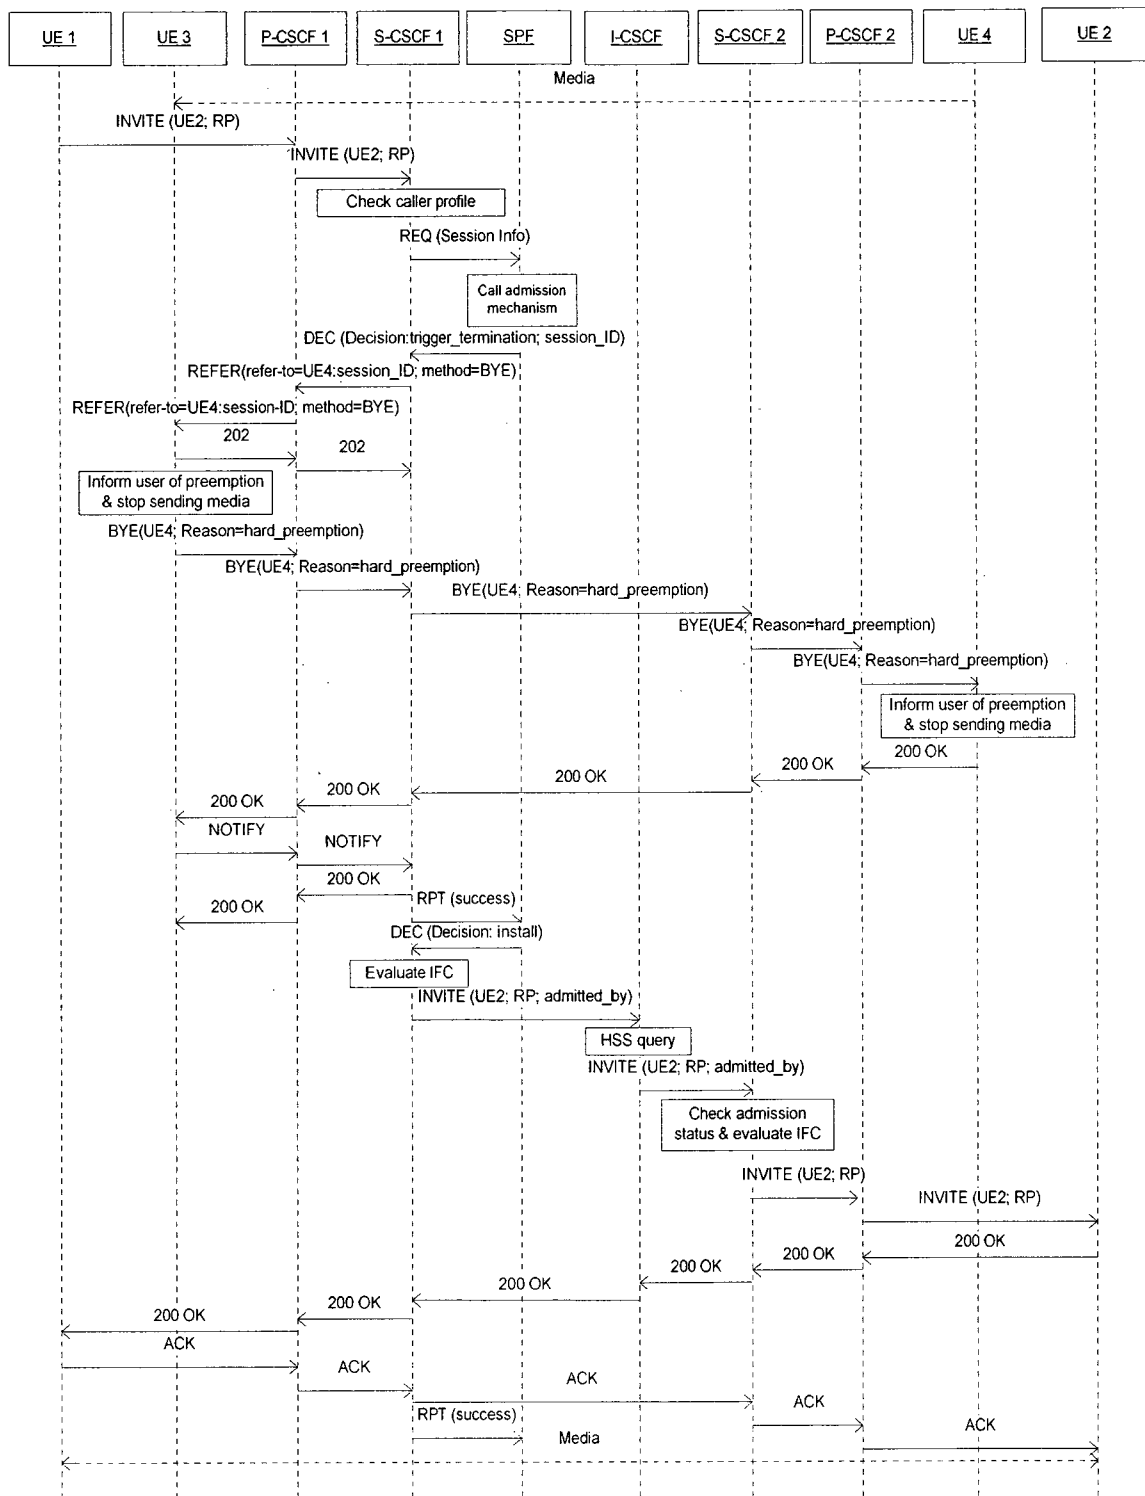 UE 1
UE 3
P-CSCF 1
S-CSCF 1
SPF
I-CSCF
S-CSCF 2
P-CSCF 2
UE 4
UE 2
Media
INVITE (UE2; RP)
INVITE (UE2; RP)
Check caller profile
REQ (Session Info)
Call admission
mechanism
DEC (Decision:trigger_termination; session_ID)
REFER(refer-to=UE4:session_ID; method=BYE)
REFER(refer-to=UE4:session-ID; method=BYE)
202
202
Inform user of preemption
& stop sending media
BYE(UE4; Reason=hard_preemption)
BYE(UE4; Reason=hard_preemption)
BYE(UE4; Reason=hard_preemption)
BYE(UE4; Reason=hard_preemption)
BYE(UE4; Reason=hard_preemption)
Inform user of preemption
& stop sending media
200 OK
200 OK
200 OK
200 OK
200 OK
NOTIFY
NOTIFY
200 OK
RPT (success)
200 OK
DEC (Decision: install)
Evaluate IFC
INVITE (UE2; RP; admitted_by)
HSS query
INVITE (UE2; RP; admitted_by)
Check admission
status & evaluate IFC
INVITE (UE2; RP)
INVITE (UE2; RP)
200 OK
200 OK
200 OK
200 OK
200 OK
200 OK
ACK
ACK
ACK
RPT (success)
ACK
ACK
Media